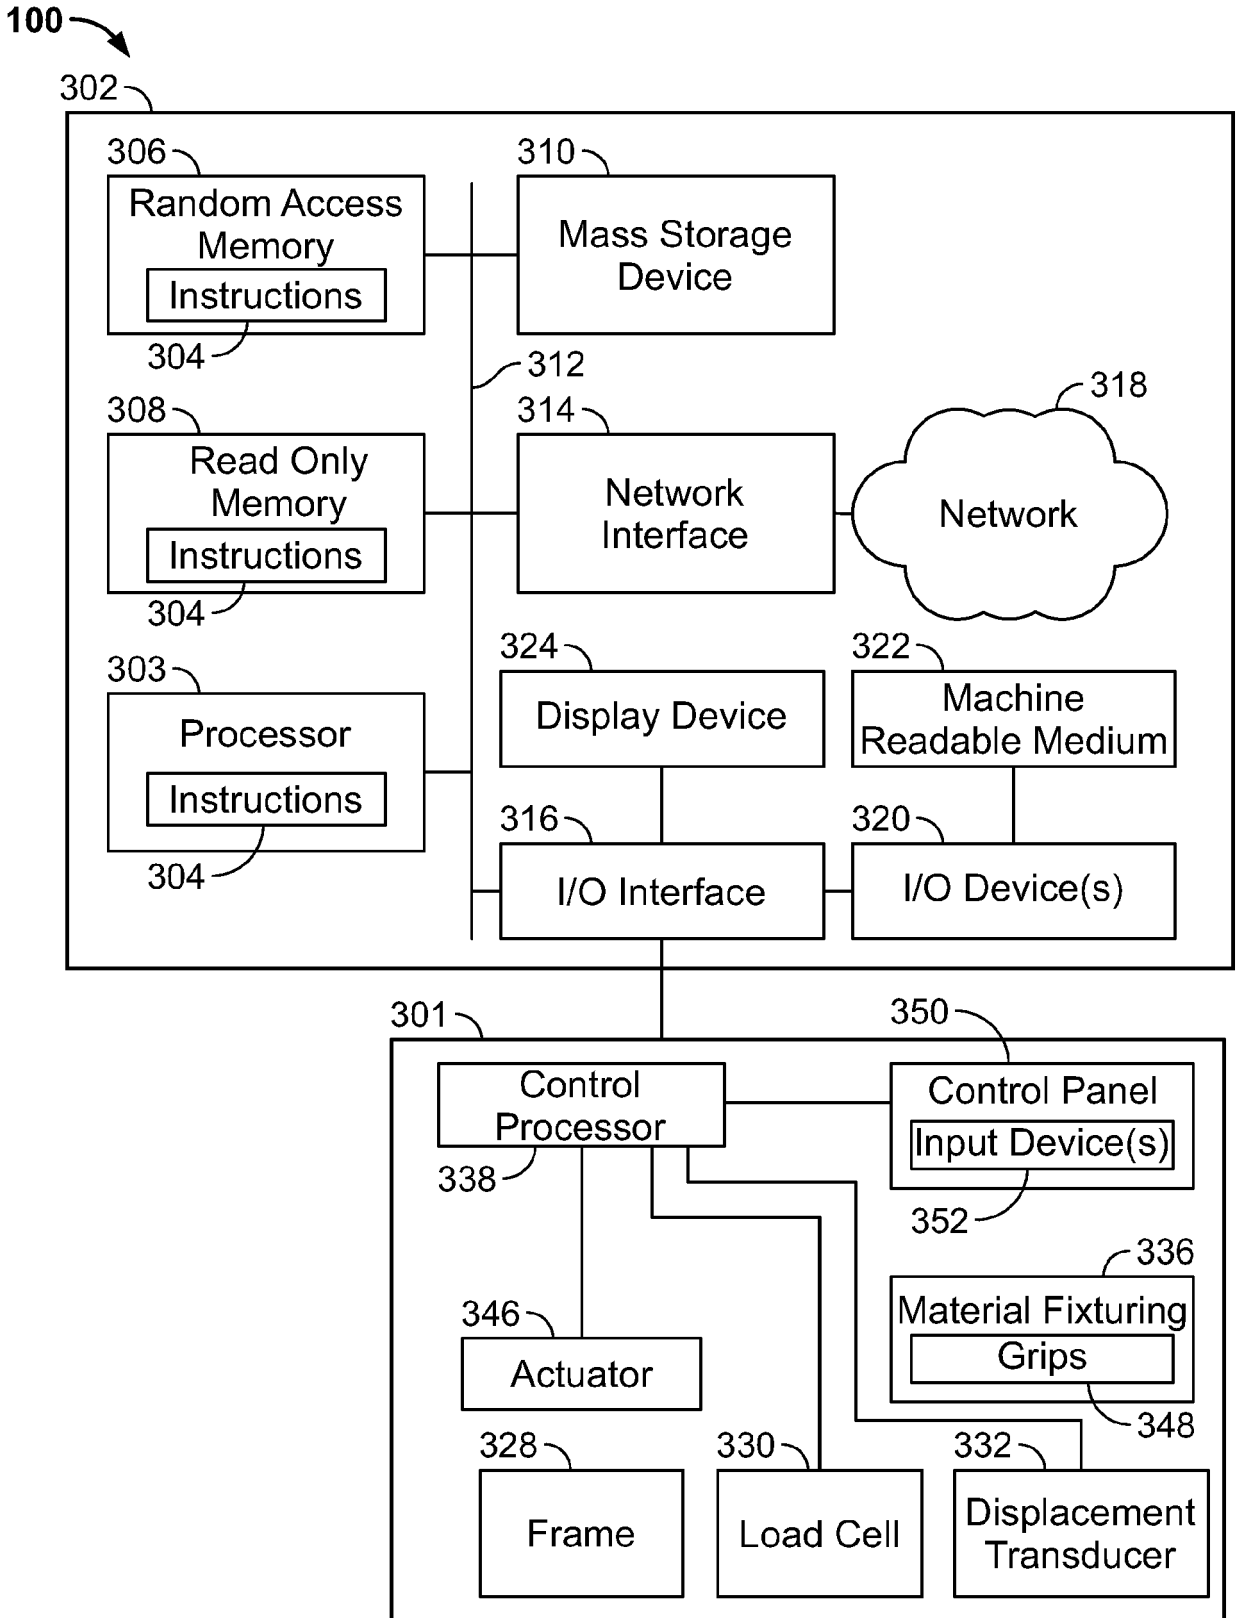 100
302
306
Random Access
Memory
Instructions
304
310
Mass Storage
Device
312
308
Read Only
Memory
Instructions
304
314
Network
Interface
318
Network
303
Processor
Instructions
304
324
Display Device
322
Machine
Readable Medium
316
I/O Interface
320
I/O Device(s)
301
Control
Processor
338
350
Control Panel
Input Device(s)
352
336
Material Fixturing
Grips
348
346
Actuator
328
Frame
330
Load Cell
332
Displacement
Transducer